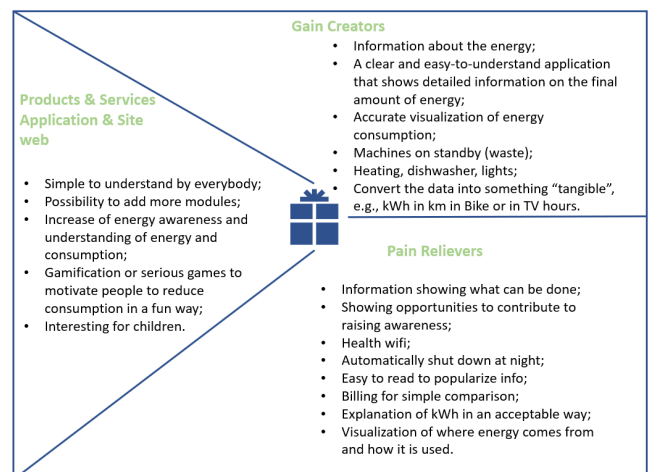 Gain Creators
• Information about the energy;
• A clear and easy-to-understand application
that shows detailed information on the final
amount of energy;
• Accurate visualization of energy
consumption;
• Machines on standby (waste);
• Heating, dishwasher, lights;
• Convert the data into something “tangible”,
e.g., kWh in km in Bike or in TV hours.
Products & Services
Application & Site
web
• Simple to understand by everybody;
• Possibility to add more modules;
• Increase of energy awareness and
understanding of energy and
consumption;
• Gamification or serious games to
motivate people to reduce
consumption in a fun way;
• Interesting for children.
Pain Relievers
• Information showing what can be done;
• Showing opportunities to contribute to
raising awareness;
• Health wifi;
• Automatically shut down at night;
• Easy to read to popularize info;
• Billing for simple comparison;
• Explanation of kWh in an acceptable way;
• Visualization of where energy comes from
and how it is used.